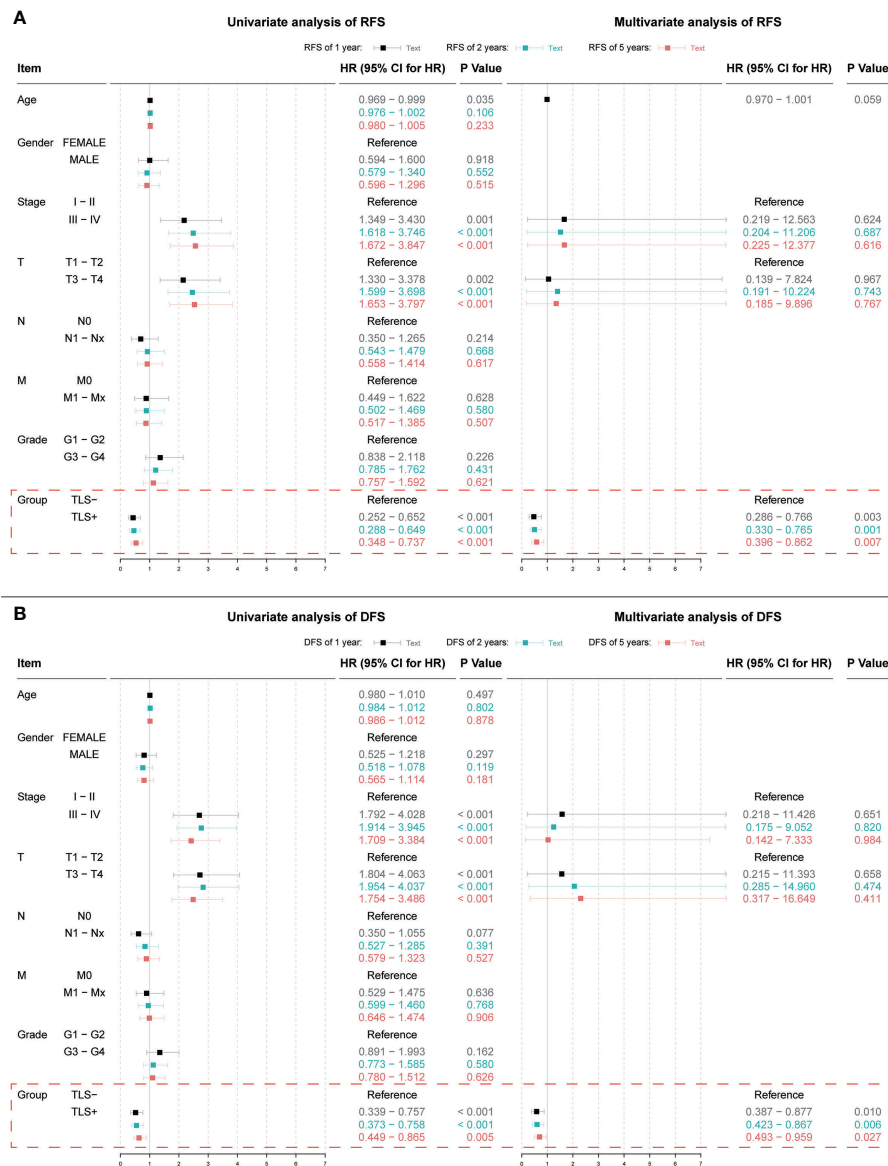 A
Univariate analysis of RFS Multivariate analysis of RFS
RFS of 1 year: Text RFS of 2 years: Text RFS of 5 years: Text
Item HR (95% CI for HR) P Value HR (95% CI for HR) P Value
Age 0.969 − 0.999 0.035 0.970 − 1.001 0.059
0.976 − 1.002 0.106
0.980 − 1.005 0.233
Gender FEMALE Reference
MALE 0.594 − 1.600 0.918
0.579 − 1.340 0.552
0.596 − 1.296 0.515
Stage I − II Reference Reference
III − IV 1.349 − 3.430 0.001 0.219 − 12.563 0.624
1.618 − 3.746 < 0.001 0.204 − 11.206 0.687
1.672 − 3.847 < 0.001 0.225 − 12.377 0.616
T T1 − T2 Reference Reference
T3 − T4 1.330 − 3.378 0.002 0.139 − 7.824 0.967
1.599 − 3.698 < 0.001 0.191 − 10.224 0.743
1.653 − 3.797 < 0.001 0.185 − 9.896 0.767
N N0 Reference
N1 − Nx 0.350 − 1.265 0.214
0.543 − 1.479 0.668
0.558 − 1.414 0.617
M M0 Reference
M1 − Mx 0.449 − 1.622 0.628
0.502 − 1.469 0.580
0.517 − 1.385 0.507
Grade G1 − G2 Reference
G3 − G4 0.838 − 2.118 0.226
0.785 − 1.762 0.431
0.757 − 1.592 0.621
Group TLS− Reference Reference
TLS+ 0.252 − 0.652 < 0.001 0.286 − 0.766 0.003
0.288 − 0.649 < 0.001 0.330 − 0.765 0.001
0.348 − 0.737 < 0.001 0.396 − 0.862 0.007
0 1 2 3 4 5 6 7 0 1 2 3 4 5 6 7
B
Univariate analysis of DFS Multivariate analysis of DFS
DFS of 1 year: Text DFS of 2 years: Text DFS of 5 years: Text
Item HR (95% CI for HR) P Value HR (95% CI for HR) P Value
Age 0.980 − 1.010 0.497
0.984 − 1.012 0.802
0.986 − 1.012 0.878
Gender FEMALE Reference
MALE 0.525 − 1.218 0.297
0.518 − 1.078 0.119
0.565 − 1.114 0.181
Stage I − II Reference Reference
III − IV 1.792 − 4.028 < 0.001 0.218 − 11.426 0.651
1.914 − 3.945 < 0.001 0.175 − 9.052 0.820
1.709 − 3.384 < 0.001 0.142 − 7.333 0.984
T T1 − T2 Reference Reference
T3 − T4 1.804 − 4.063 < 0.001 0.215 − 11.393 0.658
1.954 − 4.037 < 0.001 0.285 − 14.960 0.474
1.754 − 3.486 < 0.001 0.317 − 16.649 0.411
N N0 Reference
N1 − Nx 0.350 − 1.055 0.077
0.527 − 1.285 0.391
0.579 − 1.323 0.527
M M0 Reference
M1 − Mx 0.529 − 1.475 0.636
0.599 − 1.460 0.768
0.646 − 1.474 0.906
Grade G1 − G2 Reference
G3 − G4 0.891 − 1.993 0.162
0.773 − 1.585 0.580
0.780 − 1.512 0.626
Group TLS− Reference Reference
TLS+ 0.339 − 0.757 < 0.001 0.387 − 0.877 0.010
0.373 − 0.758 < 0.001 0.423 − 0.867 0.006
0.449 − 0.865 0.005 0.493 − 0.959 0.027
0 1 2 3 4 5 6 7 0 1 2 3 4 5 6 7